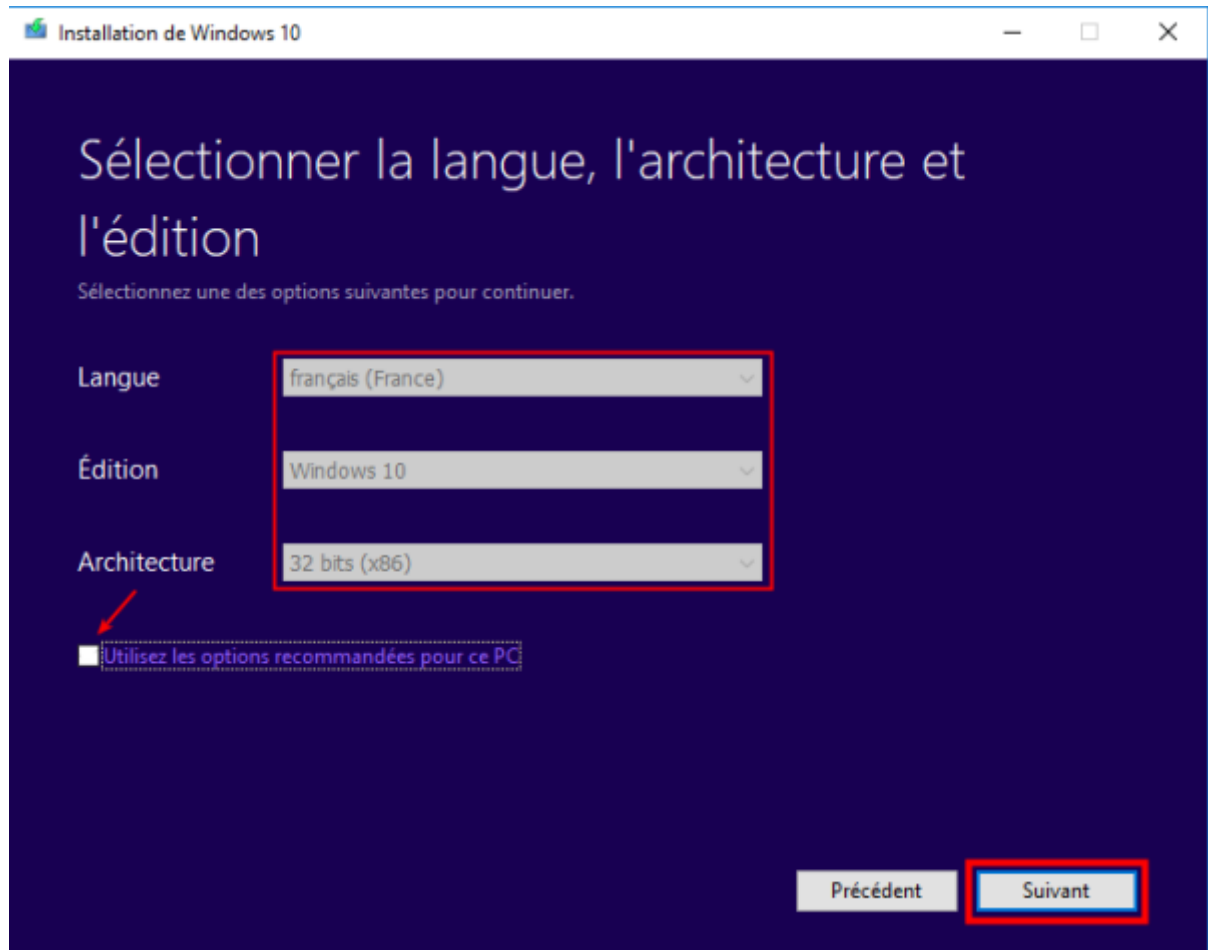 Installation de Windows 10
Sélectionner la langue, l'architecture et
l'édition
Sélectionnez une des options suivantes pour continuer.
Langue français (France)
Édition Windows 10
Architecture 32 bits (x86)
Utilisez les options recommandées pour ce PC
Précédent Suivant